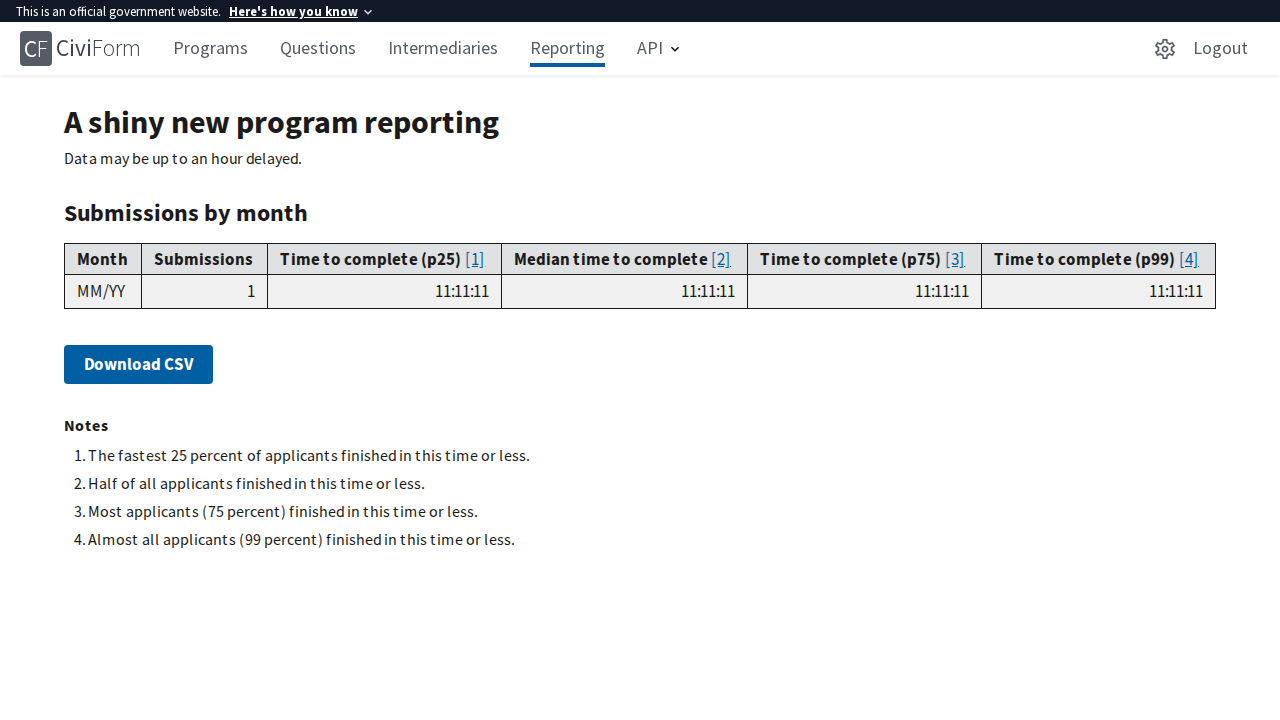 This is an official government website. Here's how you know
CF CiviForm Programs Questions Intermediaries Reporting API Logout
A shiny new program reporting
Data may be up to an hour delayed.
Submissions by month
Month Submissions Time to complete (p25) [1] Median time to complete [2] Time to complete (p75) [3] Time to complete (p99) [4]
MM/YY 1 11:11:11 11:11:11 11:11:11 11:11:11
Download CSV
Notes
1. The fastest 25 percent of applicants finished in this time or less.
2. Half of all applicants finished in this time or less.
3. Most applicants (75 percent) finished in this time or less.
4. Almost all applicants (99 percent) finished in this time or less.